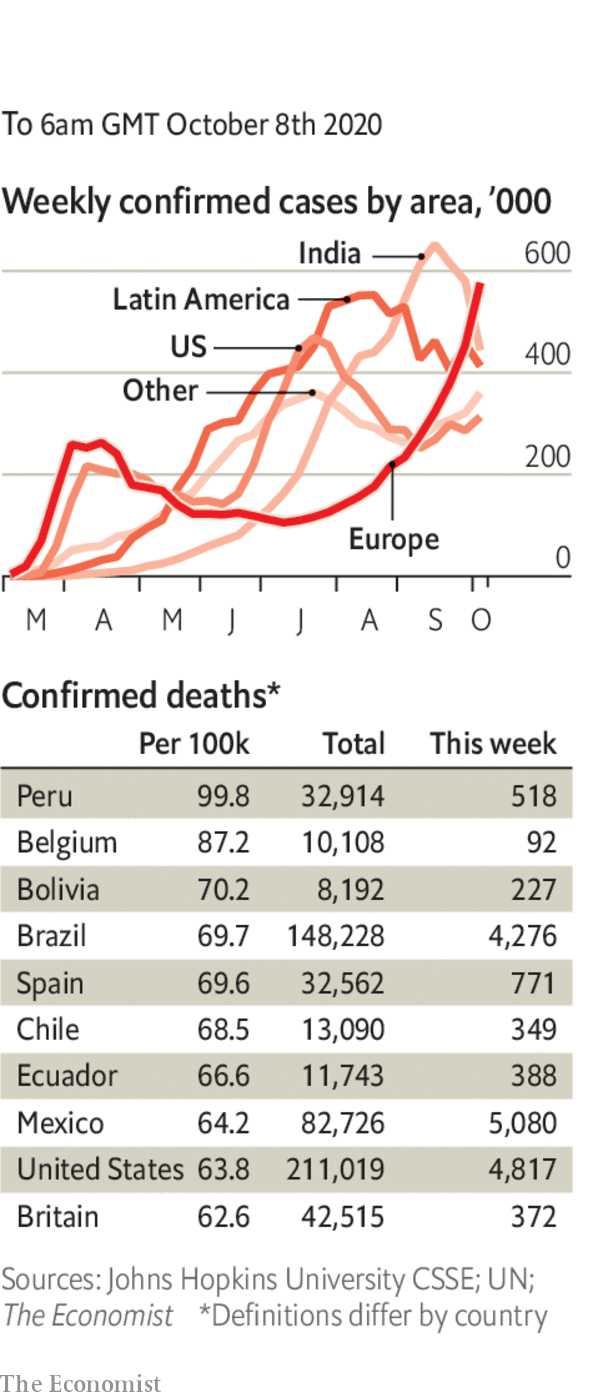 To 6am GMT October 8th 2020
Weekly confirmed cases by area, ’000
India
600
Latin America
US
400
Other
200
Europe
0
M A M J J A S O
Confirmed deaths*
Per 100k Total This week
Peru 99.8 32,914 518
Belgium 87.2 10,108 92
Bolivia 70.2 8,192 227
Brazil 69.7 148,228 4,276
Spain 69.6 32,562 771
Chile 68.5 13,090 349
Ecuador 66.6 11,743 388
Mexico 64.2 82,726 5,080
United States 63.8 211,019 4,817
Britain 62.6 42,515 372
Sources: Johns Hopkins University CSSE; UN;
The Economist *Definitions differ by country
The Economist